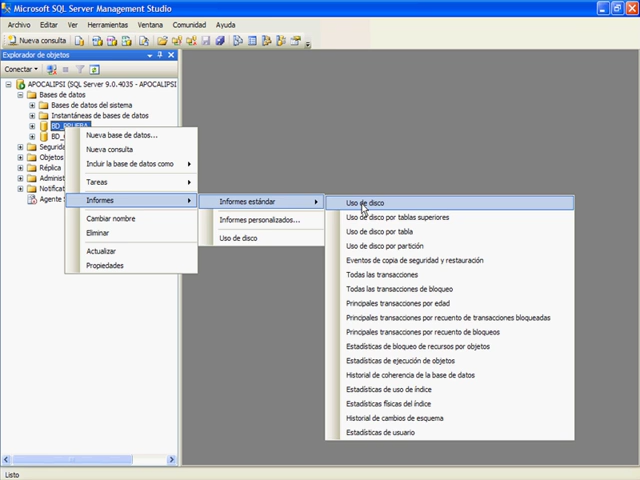 Microsoft SQL Server Management Studio
Archivo Editar Ver Herramientas Ventana Comunidad Ayuda
Nueva consulta
Explorador de objetos
Conectar
APOCALIPSI (SQL Server 9.0.4035 - APOCALIPSI
Bases de datos
Bases de datos del sistema
Instantáneas de bases de datos
BD_PRUEBA
BD_
Segurida
Objetos
Réplica
Administ
Notificat
Agente S
Nueva base de datos...
Nueva consulta
Incluir la base de datos como
Tareas
Informes
Cambiar nombre
Eliminar
Actualizar
Propiedades
Informes estándar
Informes personalizados...
Uso de disco
Uso de disco
Uso de disco por tablas superiores
Uso de disco por tabla
Uso de disco por partición
Eventos de copia de seguridad y restauración
Todas las transacciones
Todas las transacciones de bloqueo
Principales transacciones por edad
Principales transacciones por recuento de transacciones bloqueadas
Principales transacciones por recuento de bloqueos
Estadísticas de bloqueo de recursos por objetos
Estadísticas de ejecución de objetos
Historial de coherencia de la base de datos
Estadísticas de uso de índice
Estadísticas físicas del índice
Historial de cambios de esquema
Estadísticas de usuario
Listo